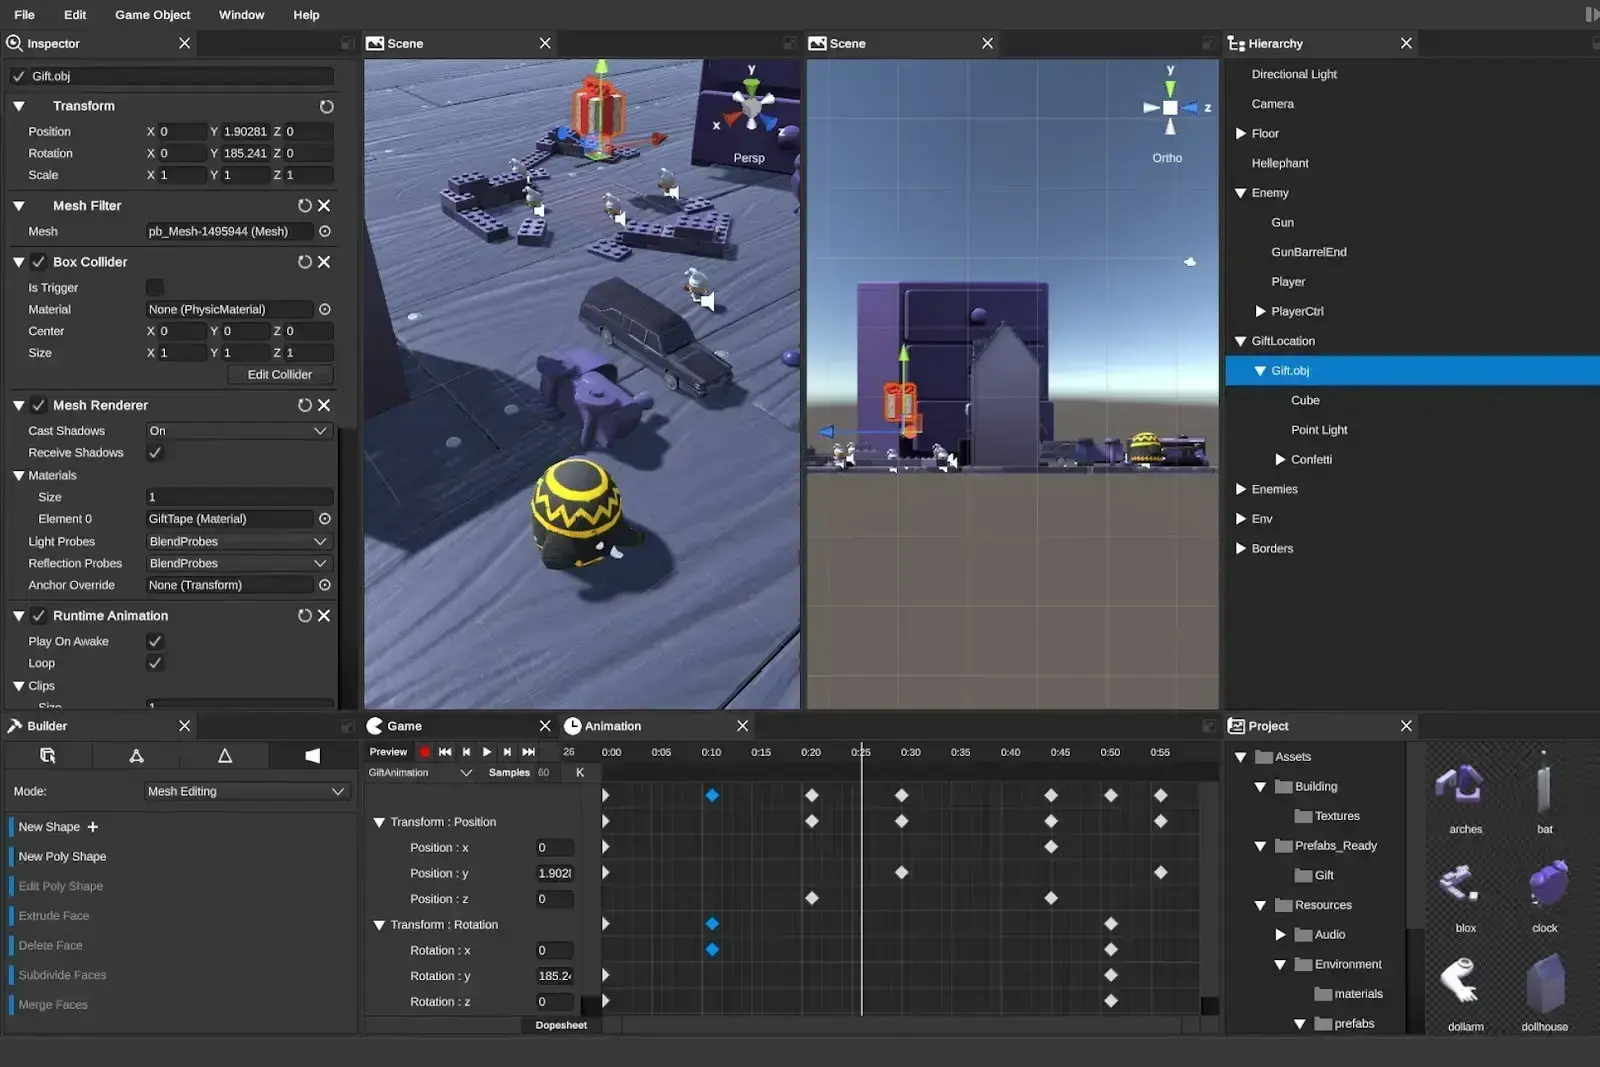 File Edit Game Object Window Help
Inspector
Gift.obj
Transform
Position X 0 Y 1.90281 Z 0
Rotation X 0 Y 185.241 Z 0
Scale X 1 Y 1 Z 1
Mesh Filter
Mesh pb_Mesh-1495944 (Mesh)
Box Collider
Is Trigger
Material None (PhysicMaterial)
Center X 0 Y 0 Z 0
Size X 1 Y 1 Z 1
Edit Collider
Mesh Renderer
Cast Shadows On
Receive Shadows
Materials
Size 1
Element 0 GiftTape (Material)
Light Probes BlendProbes
Reflection Probes BlendProbes
Anchor Override None (Transform)
Runtime Animation
Play On Awake
Loop
Clips
Size 1
Scene
y
x z
Persp
Scene
y
z
Ortho
Hierarchy
Directional Light
Camera
Floor
Hellephant
Enemy
Gun
GunBarrelEnd
Player
PlayerCtrl
GiftLocation
Gift.obj
Cube
Point Light
Confetti
Enemies
Env
Borders
Builder
Mode: Mesh Editing
New Shape +
New Poly Shape
Edit Poly Shape
Extrude Face
Delete Face
Subdivide Faces
Merge Faces
Game Animation
Preview 26 0:00 0:05 0:10 0:15 0:20 0:25 0:30 0:35 0:40 0:45 0:50 0:55
GiftAnimation Samples 60 K
Transform : Position
Position : x 0
Position : y 1.9028
Position : z 0
Transform : Rotation
Rotation : x 0
Rotation : y 185.24
Rotation : z 0
Dopesheet
Project
Assets
Building
Textures
Prefabs_Ready
Gift
Resources
Audio
Environment
materials
prefabs
arches bat
blox clock
dollarm dollhouse